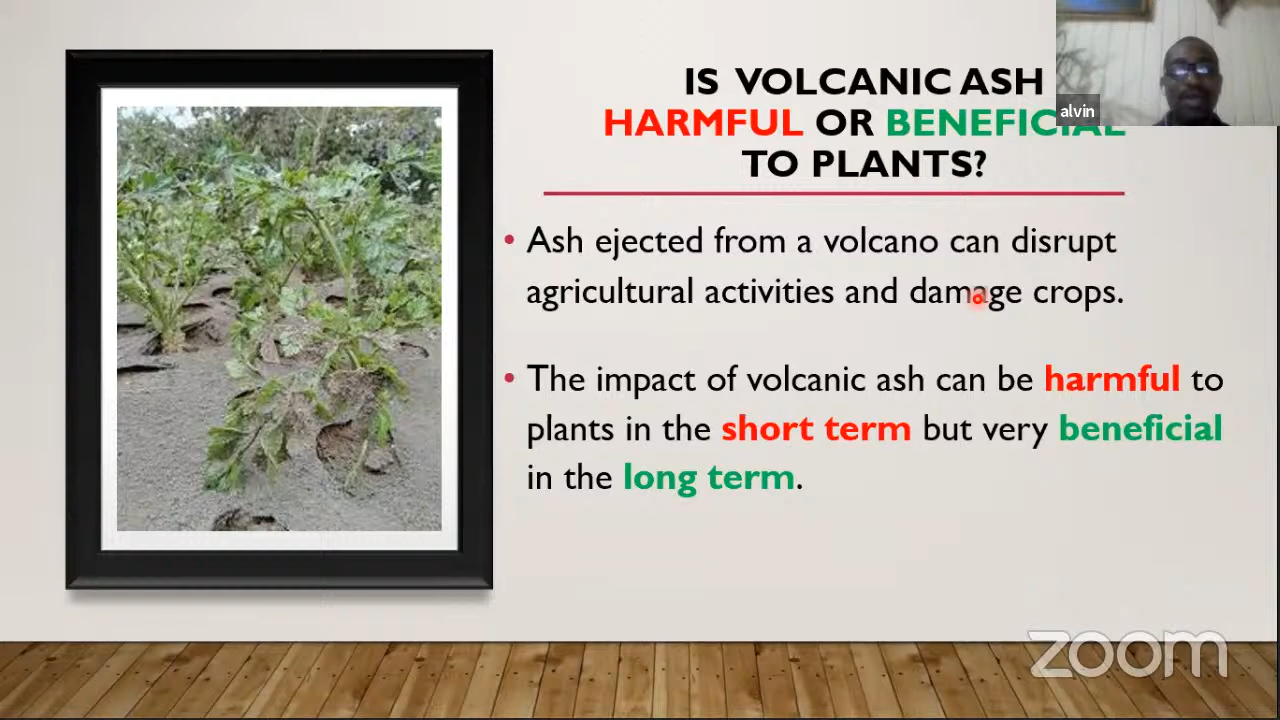 IS VOLCANIC ASH
HARMFUL OR BENEFICIAL
TO PLANTS?
alvin
• Ash ejected from a volcano can disrupt
agricultural activities and damage crops.
• The impact of volcanic ash can be harmful to
plants in the short term but very beneficial
in the long term.
zoom